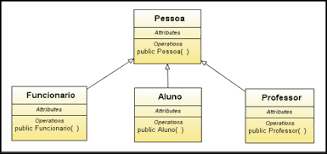 Pessoa
Attributes
Operations
public Pessoa( )
Funcionario
Attributes
Operations
public Funcionario( )
Aluno
Attributes
Operations
public Aluno( )
Professor
Attributes
Operations
public Professor( )